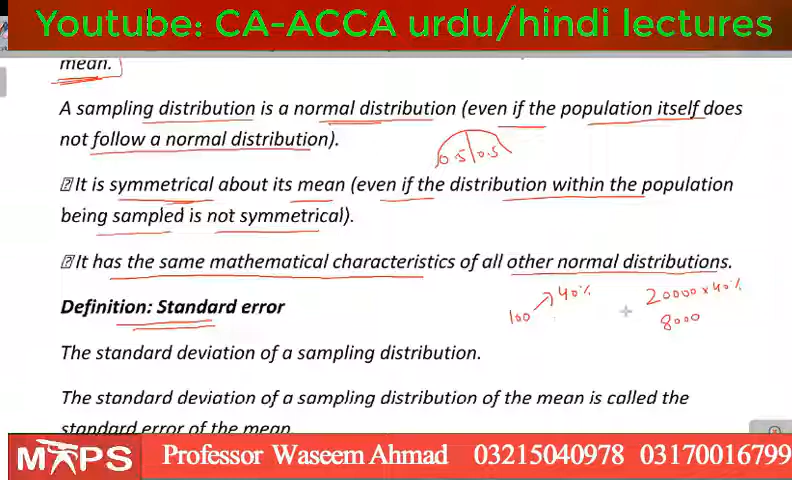 Youtube: CA-ACCA urdu/hindi lectures
mean.
A sampling distribution is a normal distribution (even if the population itself does
not follow a normal distribution).
0.5 0.5
It is symmetrical about its mean (even if the distribution within the population
being sampled is not symmetrical).
It has the same mathematical characteristics of all other normal distributions.
100 40%
20000 x 40%
8000
Definition: Standard error
The standard deviation of a sampling distribution.
The standard deviation of a sampling distribution of the mean is called the
standard error of the mean.
MAPS Professor Waseem Ahmad 03215040978 03170016799